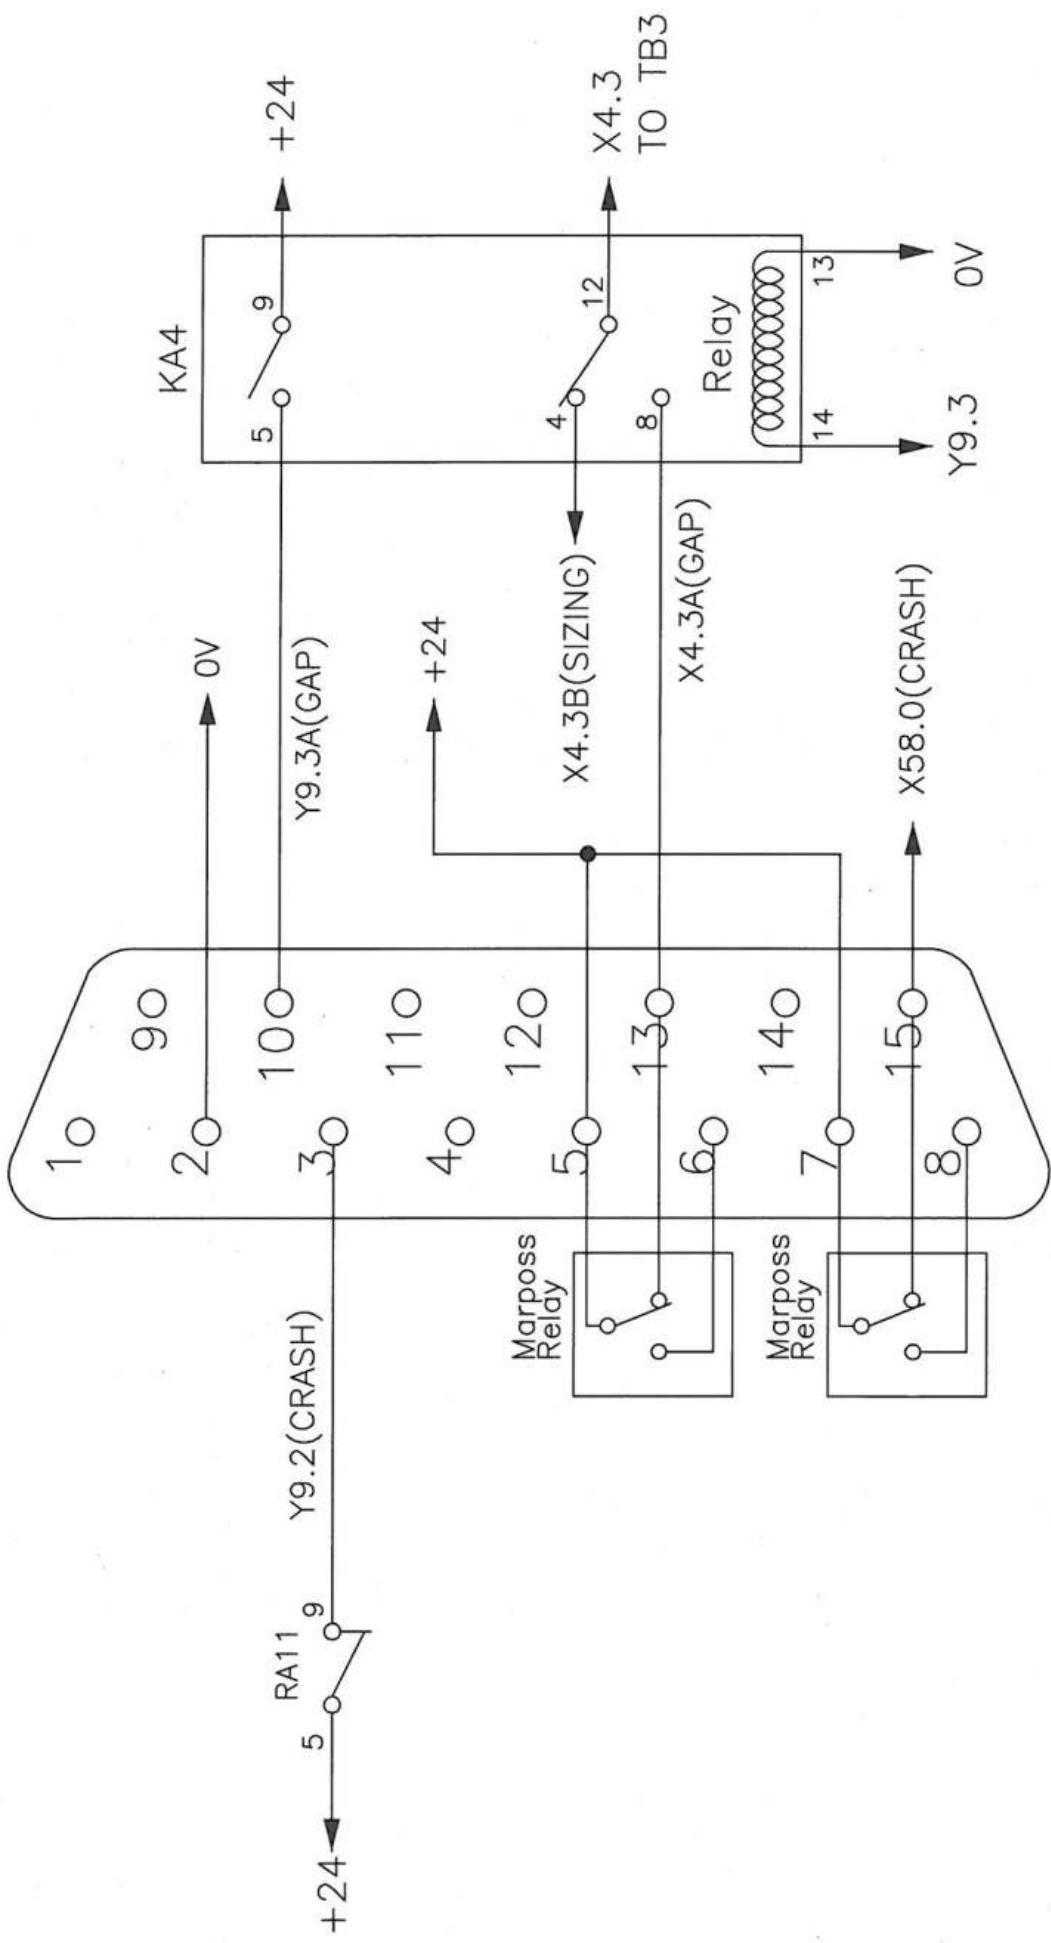 +24
X4.3
TO TB3
KA4
9
5
12
4
8
Relay
13
14
0V
Y9.3
0V
Y9.3A(GAP)
+24
X4.3B(SIZING)
X4.3A(GAP)
X58.0(CRASH)
9
10
11
12
13
14
15
1
2
3
4
5
6
7
8
Marposs
Relay
Marposs
Relay
Y9.2(CRASH)
RA11
9
5
+24